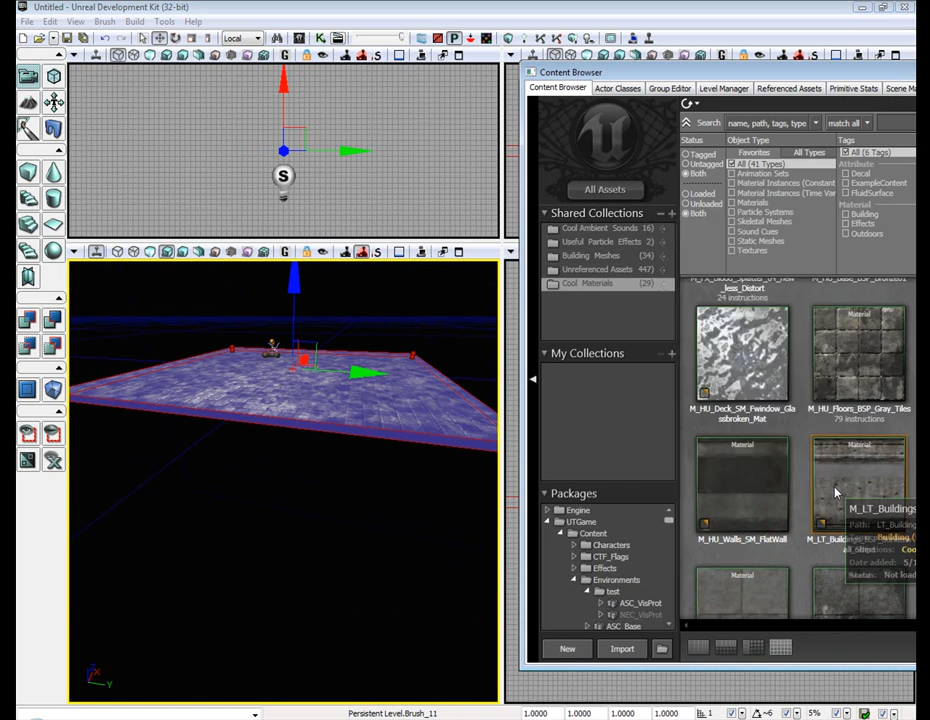 Untitled - Unreal Development Kit (32-bit)
File Edit View Brush Build Tools Help
Local
G
S
Content Browser
Content Browser Actor Classes Group Editor Level Manager Referenced Assets Primitive Stats Scene Ma
Search name, path, tags, type match all
Status Object Type Tags
Favorites All Types
All (6 Tags)
Tagged
Untagged
Both
Loaded
Unloaded
Both
All (41 Types)
Animation Sets
Material Instances (Constant
Material Instances (Time Var
Materials
Particle Systems
Skeletal Meshes
Sound Cues
Static Meshes
Textures
Attribute
Decal
ExampleContent
FluidSurface
Material
Building
Effects
Outdoors
All Assets
Shared Collections
Cool Ambient Sounds 16)
Useful Particle Effects 2)
Building Meshes (34)
Unreferenced Assets 447)
Cool Materials (29)
My Collections
Packages
Engine
UTGame
Content
Characters
CTF_Flags
Effects
Environments
test
ASC_VisProt
NEC_VisProt
ASC_Base
New Import
_less_Distort
24 instructions
Material
M_HU_Deck_SM_Fwindow_Gla
ssbroken_Mat
Material
M_HU_Floors_BSP_Gray_Tiles
79 instructions
Material
M_HU_Walls_SM_FlatWall
Material
M_LT_Buildings
Building (
Date added: 5/1
Status: Not load
Material
S
Z
X
Y
Persistent Level.Brush_11
1.0000 1.0000 1.0000 1.0000 1 ~6 5%